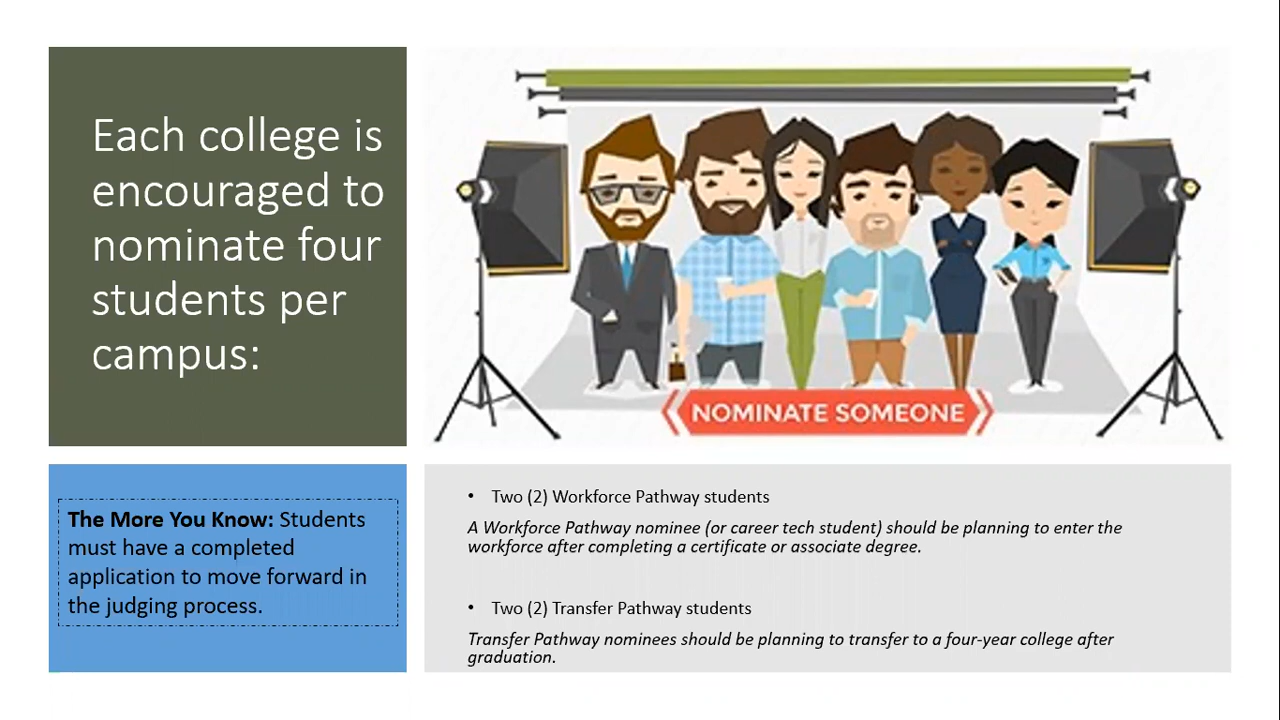 Each college is
encouraged to
nominate four
students per
campus:
NOMINATE SOMEONE
The More You Know: Students
must have a completed
application to move forward in
the judging process.
• Two (2) Workforce Pathway students
A Workforce Pathway nominee (or career tech student) should be planning to enter the
workforce after completing a certificate or associate degree.
• Two (2) Transfer Pathway students
Transfer Pathway nominees should be planning to transfer to a four-year college after
graduation.